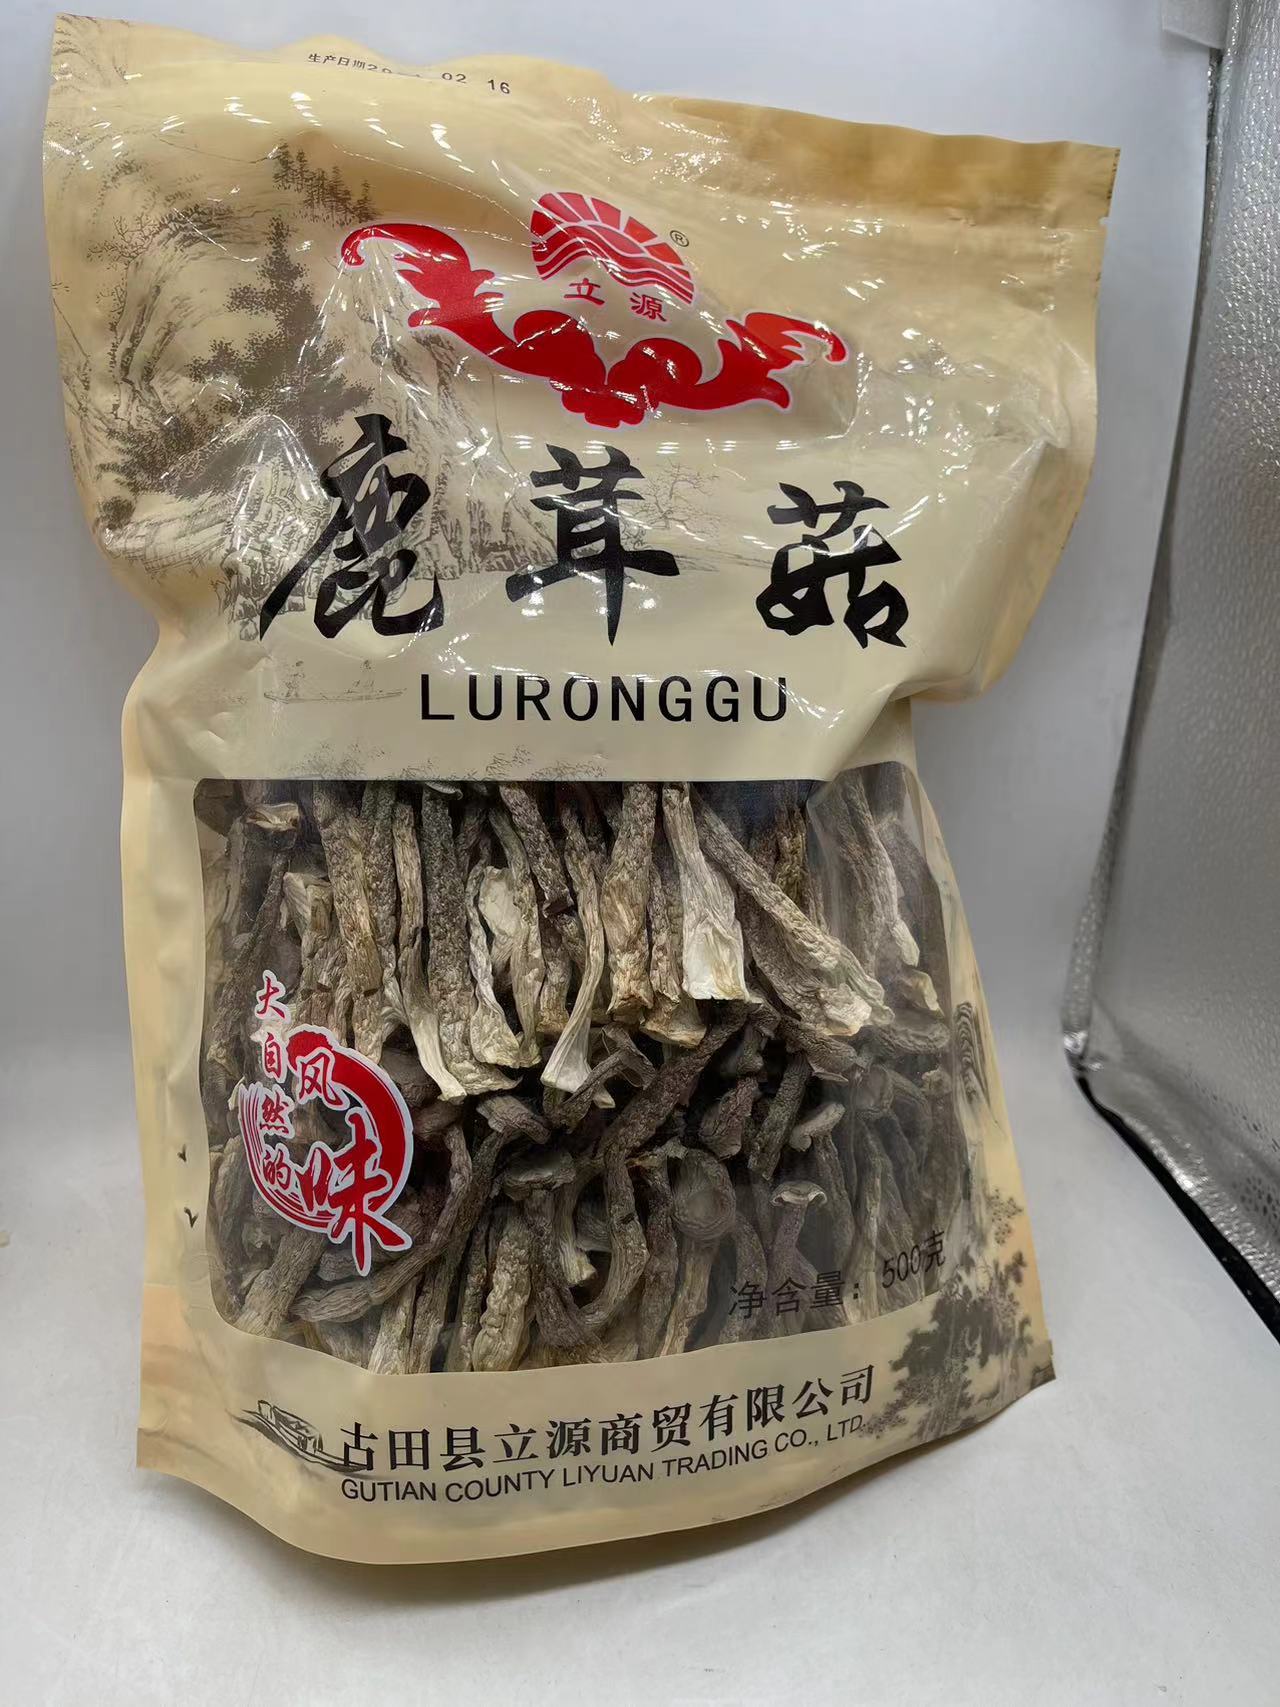 生产日期 02 16
®
立源
鹿茸菇
LURONGGU
大自然的
风味
净含量：500克
古田县立源商贸有限公司
GUTIAN COUNTY LIYUAN TRADING CO., LTD.